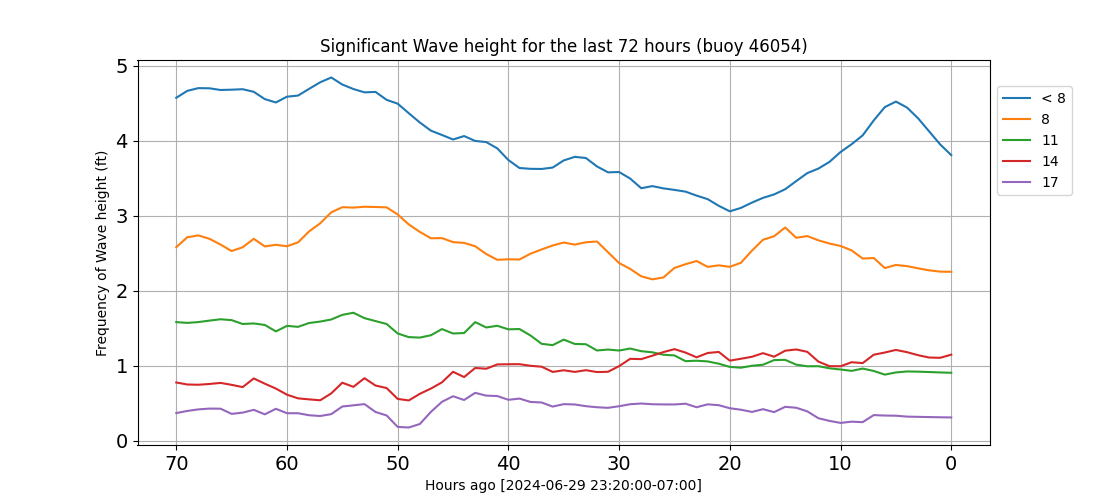 Significant Wave height for the last 72 hours (buoy 46054)
Frequency of Wave height (ft)
5
4
3
2
1
0
70 60 50 40 30 20 10 0
Hours ago [2024-06-29 23:20:00-07:00]
< 8
8
11
14
17